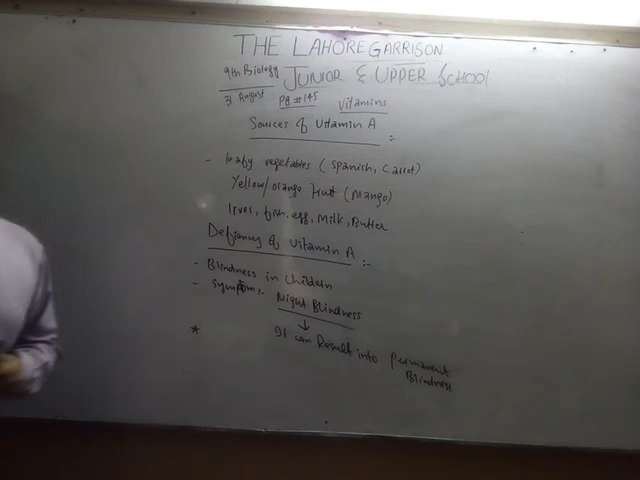 THE LAHORE GARRISON
9th Biology JUNIOR & UPPER SCHOOL
31 August Pg # 145 Vitamins
Sources of Vitamin A :-
- leafy vegetables ( Spanish, Carrot)
Yellow/orange Fruit (Mango)
liver, fish, egg, Milk, Butter
Defiancy of Vitamin A :-
- Blindness in Children
- Symptom:- Night Blindness
↓
* It can Result into Permanent
Blindness